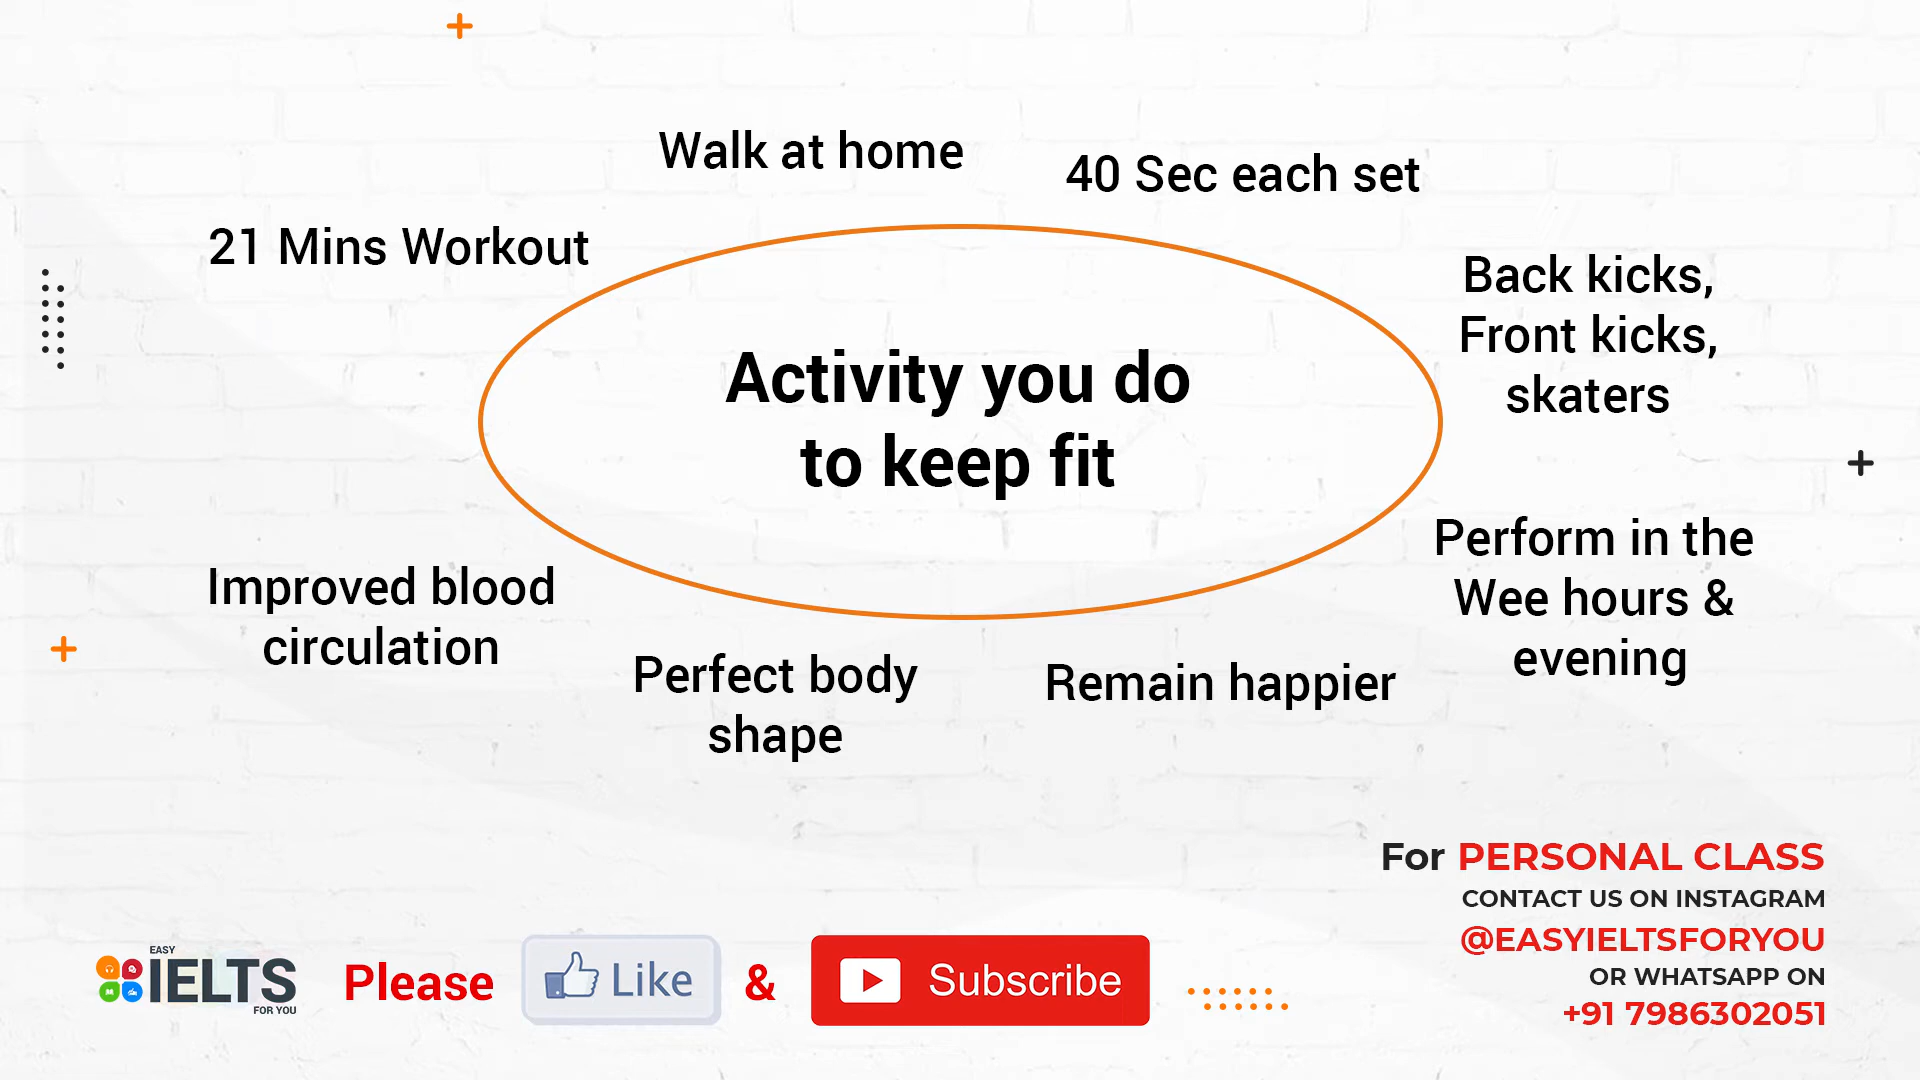 Walk at home
40 Sec each set
21 Mins Workout
Back kicks,
Front kicks,
skaters
Activity you do
to keep fit
Perform in the
Wee hours &
evening
Improved blood
circulation
Perfect body
shape
Remain happier
For PERSONAL CLASS
CONTACT US ON INSTAGRAM
@EASYIELTSFORYOU
OR WHATSAPP ON
+91 7986302051
EASY
IELTS
FOR YOU
Please
Like
&
Subscribe